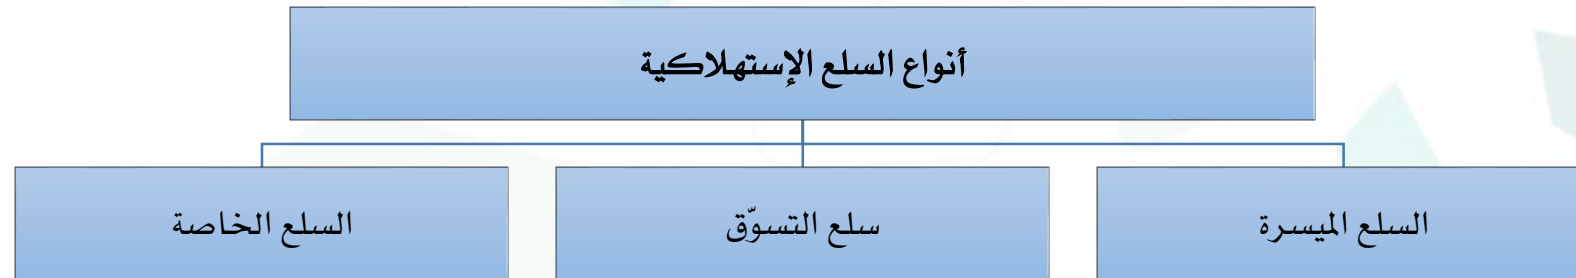 أنواع السلع الإستهلاكية
السلع الميسرة
سلع التسوّق
السلع الخاصة